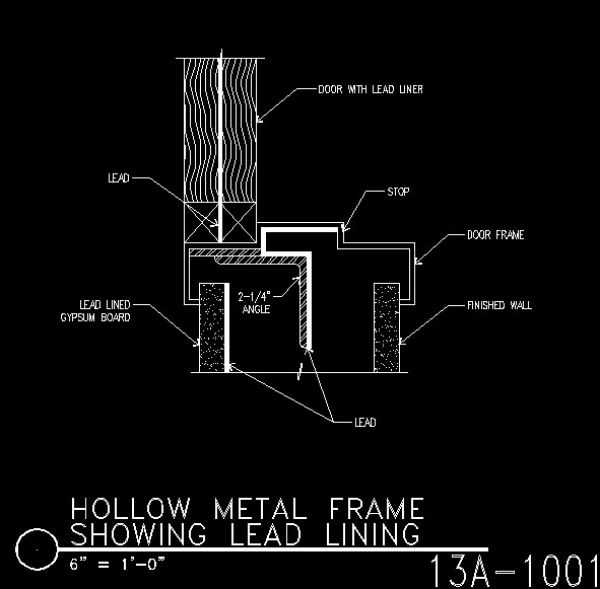 DOOR WITH LEAD LINER
LEAD
STOP
DOOR FRAME
2-1/4"
ANGLE
LEAD LINED
GYPSUM BOARD
FINISHED WALL
LEAD
HOLLOW METAL FRAME
SHOWING LEAD LINING
6" = 1'-0"
13A-1001